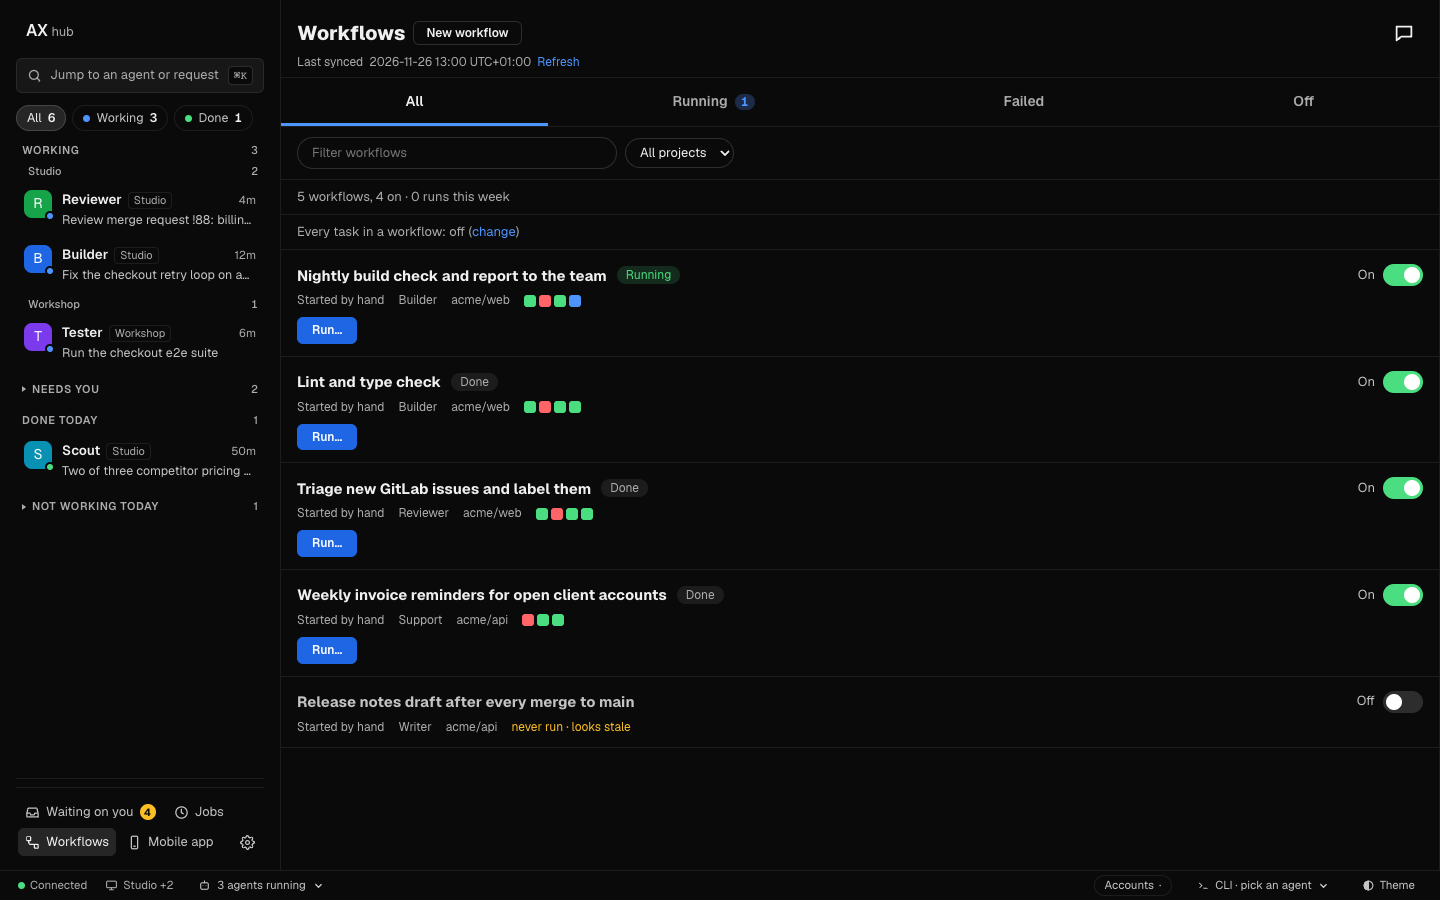 AX hub
Jump to an agent or request ⌘K
All 6 Working 3 Done 1
WORKING 3
Studio 2
R Reviewer Studio 4m
Review merge request !88: billin…
B Builder Studio 12m
Fix the checkout retry loop on a…
Workshop 1
T Tester Workshop 6m
Run the checkout e2e suite
NEEDS YOU 2
DONE TODAY 1
S Scout Studio 50m
Two of three competitor pricing …
NOT WORKING TODAY 1
Waiting on you 4 Jobs
Workflows Mobile app
Workflows New workflow
Last synced 2026-11-26 13:00 UTC+01:00 Refresh
All Running 1 Failed Off
Filter workflows All projects
5 workflows, 4 on · 0 runs this week
Every task in a workflow: off (change)
Nightly build check and report to the team Running On
Started by hand Builder acme/web
Run…
Lint and type check Done On
Started by hand Builder acme/web
Run…
Triage new GitLab issues and label them Done On
Started by hand Reviewer acme/web
Run…
Weekly invoice reminders for open client accounts Done On
Started by hand Support acme/api
Run…
Release notes draft after every merge to main Off
Started by hand Writer acme/api never run · looks stale
Connected Studio +2 3 agents running Accounts · CLI · pick an agent Theme